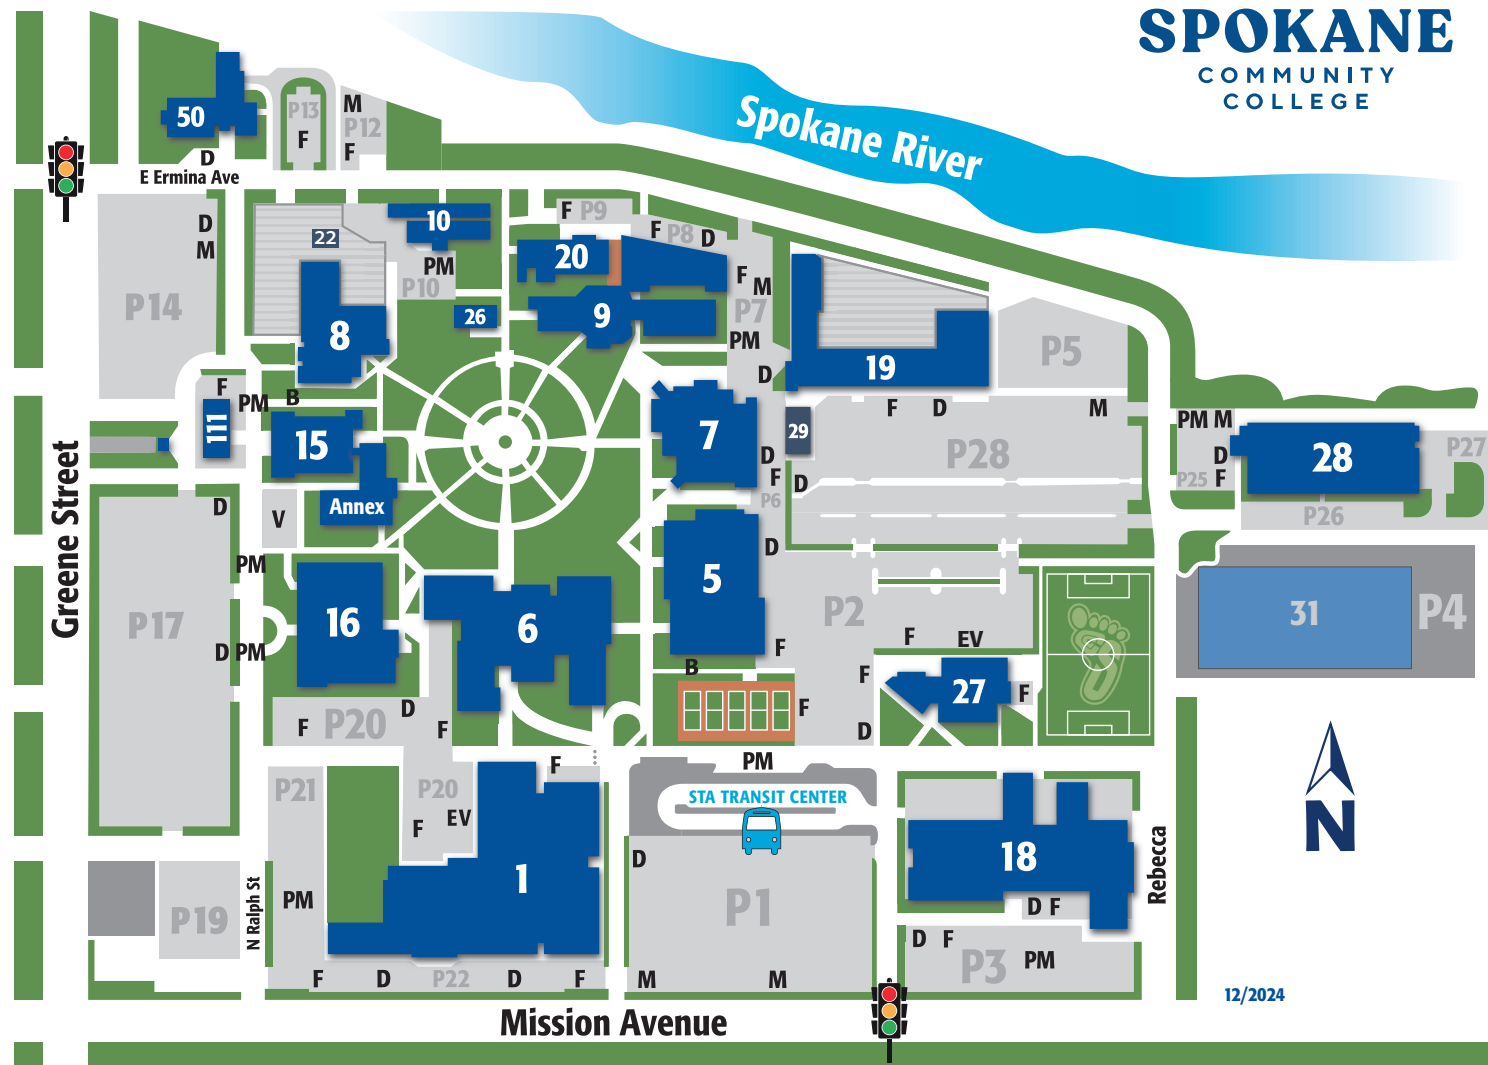 SPOKANE
COMMUNITY
COLLEGE
Spokane River
50
P13
F
M
P12
F
D
E Ermina Ave
D
M
P14
22
10
PM
P10
F P9
F P8 D
20
F
M
P7
PM
9
26
8
19
P5
D
F
PM
B
111
15
Annex
V
7
29
D
F
P6
D
F
D
M
P28
PM M
D
P25 F
28
P27
P26
Greene Street
D
PM
P17
D PM
16
6
5
D
P2
F
EV
F
B
F
F
D
27
F
31
P4
F
P20
D
F
PM
STA TRANSIT CENTER
P21
P20
EV
F
F
1
PM
N Ralph St
P19
D
P1
18
D F
Rebecca
D F
P3
PM
F
D
P22
D
F
M
M
N
12/2024
Mission Avenue